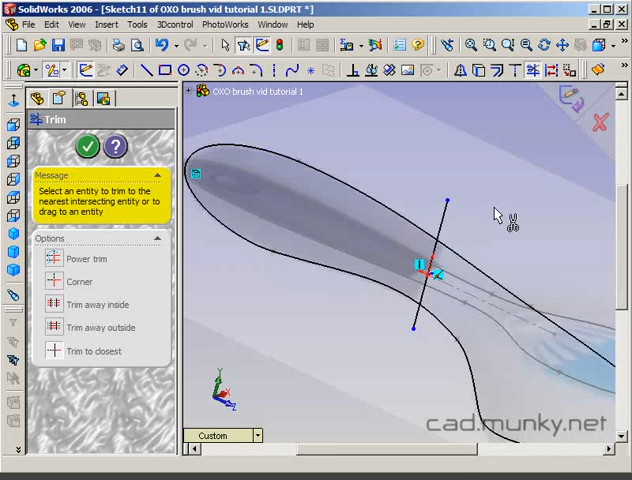 SolidWorks 2006 - [Sketch11 of OXO brush vid tutorial 1.SLDPRT *]
File Edit View Insert Tools 3Dcontrol PhotoWorks Window Help
OXO brush vid tutorial 1
Trim
Message
Select an entity to trim to the
nearest intersecting entity or to
drag to an entity
Options
Power trim
Corner
Trim away inside
Trim away outside
Trim to closest
Y
X
Z
cad.munky.net
Custom